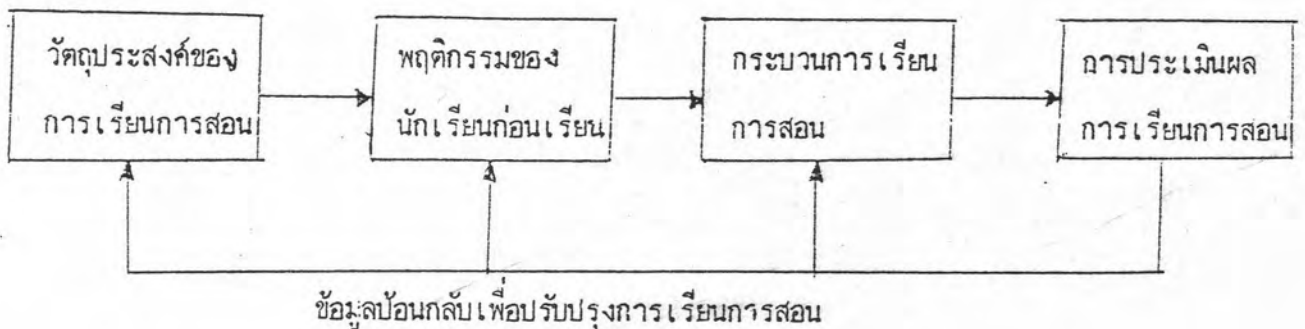 วัตถุประสงค์ของ
การเรียนการสอน
พฤติกรรมของ
นักเรียนก่อนเรียน
กระบวนการเรียน
การสอน
การประเมินผล
การเรียนการสอน
ข้อมูลป้อนกลับเพื่อปรับปรุงการเรียนการสอน